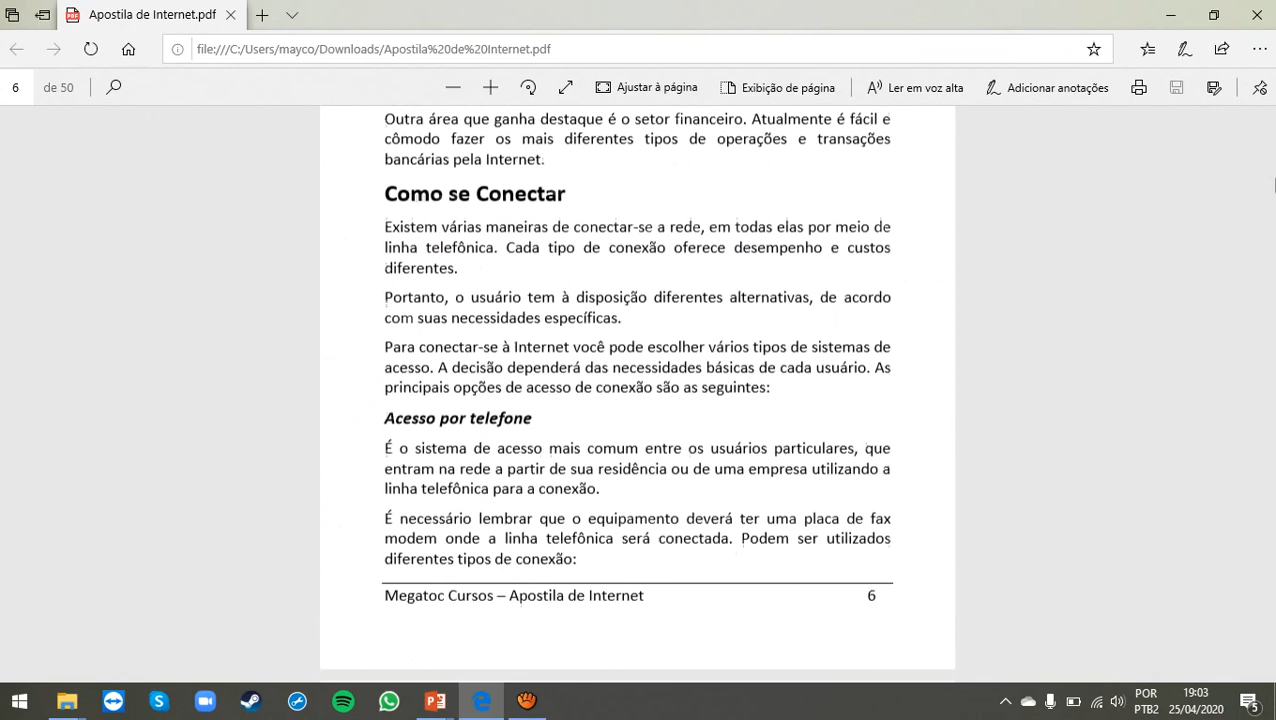 Apostila de Internet.pdf
file:///C:/Users/mayco/Downloads/Apostila%20de%20Internet.pdf
6 de 50
Ajustar à página
Exibição de página
Ler em voz alta
Adicionar anotações
Outra área que ganha destaque é o setor financeiro. Atualmente é fácil e
cômodo fazer os mais diferentes tipos de operações e transações
bancárias pela Internet.
Como se Conectar
Existem várias maneiras de conectar-se a rede, em todas elas por meio de
linha telefônica. Cada tipo de conexão oferece desempenho e custos
diferentes.
Portanto, o usuário tem à disposição diferentes alternativas, de acordo
com suas necessidades específicas.
Para conectar-se à Internet você pode escolher vários tipos de sistemas de
acesso. A decisão dependerá das necessidades básicas de cada usuário. As
principais opções de acesso de conexão são as seguintes:
Acesso por telefone
É o sistema de acesso mais comum entre os usuários particulares, que
entram na rede a partir de sua residência ou de uma empresa utilizando a
linha telefônica para a conexão.
É necessário lembrar que o equipamento deverá ter uma placa de fax
modem onde a linha telefônica será conectada. Podem ser utilizados
diferentes tipos de conexão:
Megatoc Cursos – Apostila de Internet 6
POR 19:03
PTB2 25/04/2020 5